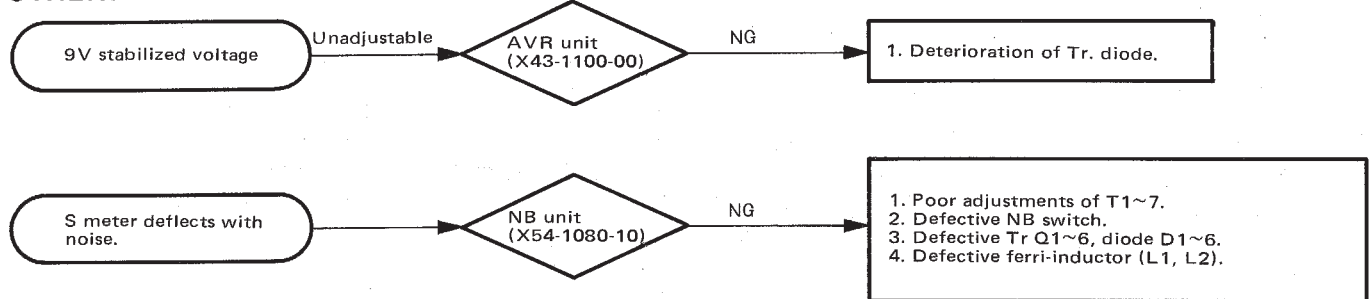 9V stabilized voltage
Unadjustable
AVR unit
(X43-1100-00)
NG
1. Deterioration of Tr. diode.
S meter deflects with
noise.
NB unit
(X54-1080-10)
NG
1. Poor adjustments of T1~7.
2. Defective NB switch.
3. Defective Tr Q1~6, diode D1~6.
4. Defective ferri-inductor (L1, L2).